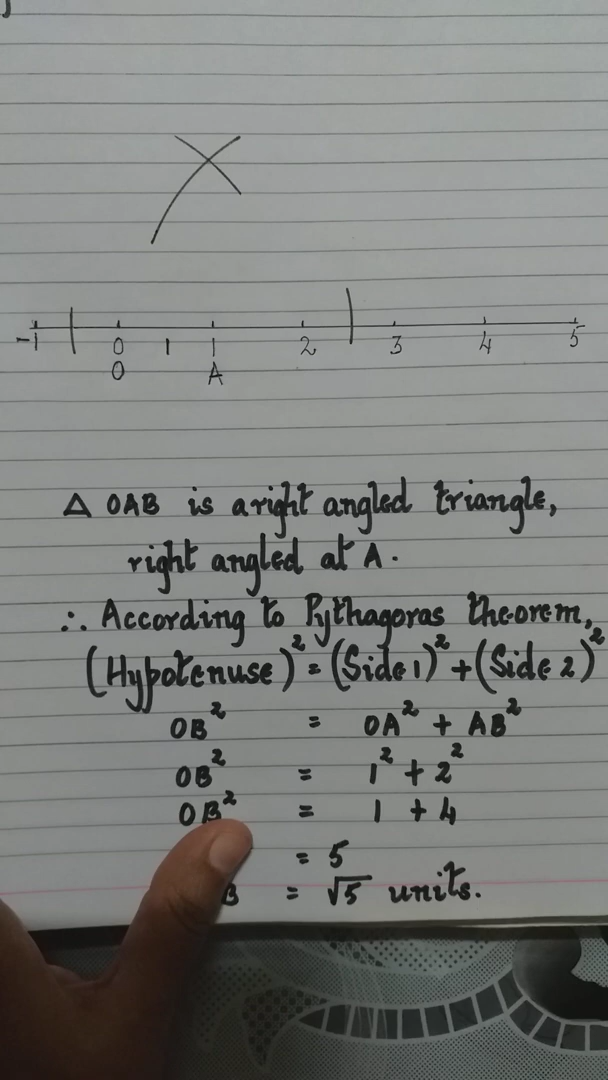 -1 0 1 2 3 4 5
O A
Δ OAB is a right angled triangle,
right angled at A.
∴ According to Pythagoras theorem,
(Hypotenuse)² = (Side 1)² + (Side 2)²
OB² = OA² + AB²
OB² = 1² + 2²
OB² = 1 + 4
= 5
B = √5 units.